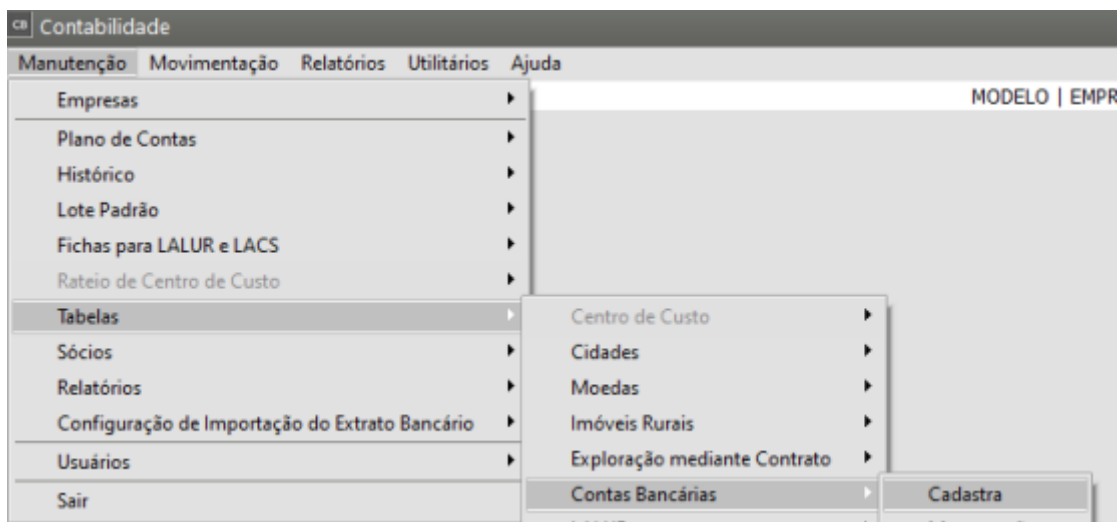 CB Contabilidade
Manutenção Movimentação Relatórios Utilitários Ajuda
MODELO | EMPR
Empresas
Plano de Contas
Histórico
Lote Padrão
Fichas para LALUR e LACS
Rateio de Centro de Custo
Tabelas
Sócios
Relatórios
Configuração de Importação do Extrato Bancário
Usuários
Sair
Centro de Custo
Cidades
Moedas
Imóveis Rurais
Exploração mediante Contrato
Contas Bancárias
Cadastra